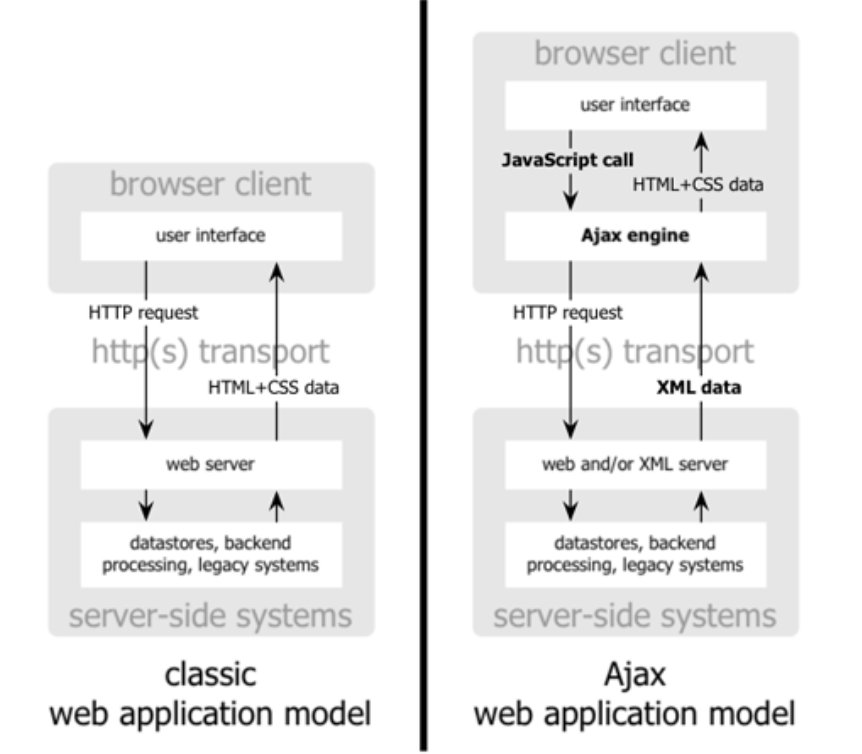 browser client
user interface
HTTP request
http(s) transport
HTML+CSS data
web server
datastores, backend
processing, legacy systems
server-side systems
classic
web application model
browser client
user interface
JavaScript call
HTML+CSS data
Ajax engine
HTTP request
http(s) transport
XML data
web and/or XML server
datastores, backend
processing, legacy systems
server-side systems
Ajax
web application model